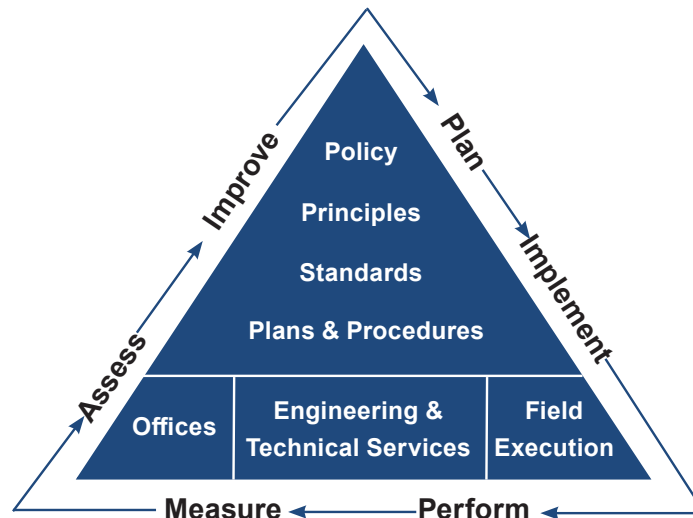 Improve
Plan
Policy
Principles
Standards
Plans & Procedures
Implement
Assess
Offices
Engineering &
Technical Services
Field
Execution
Measure
Perform